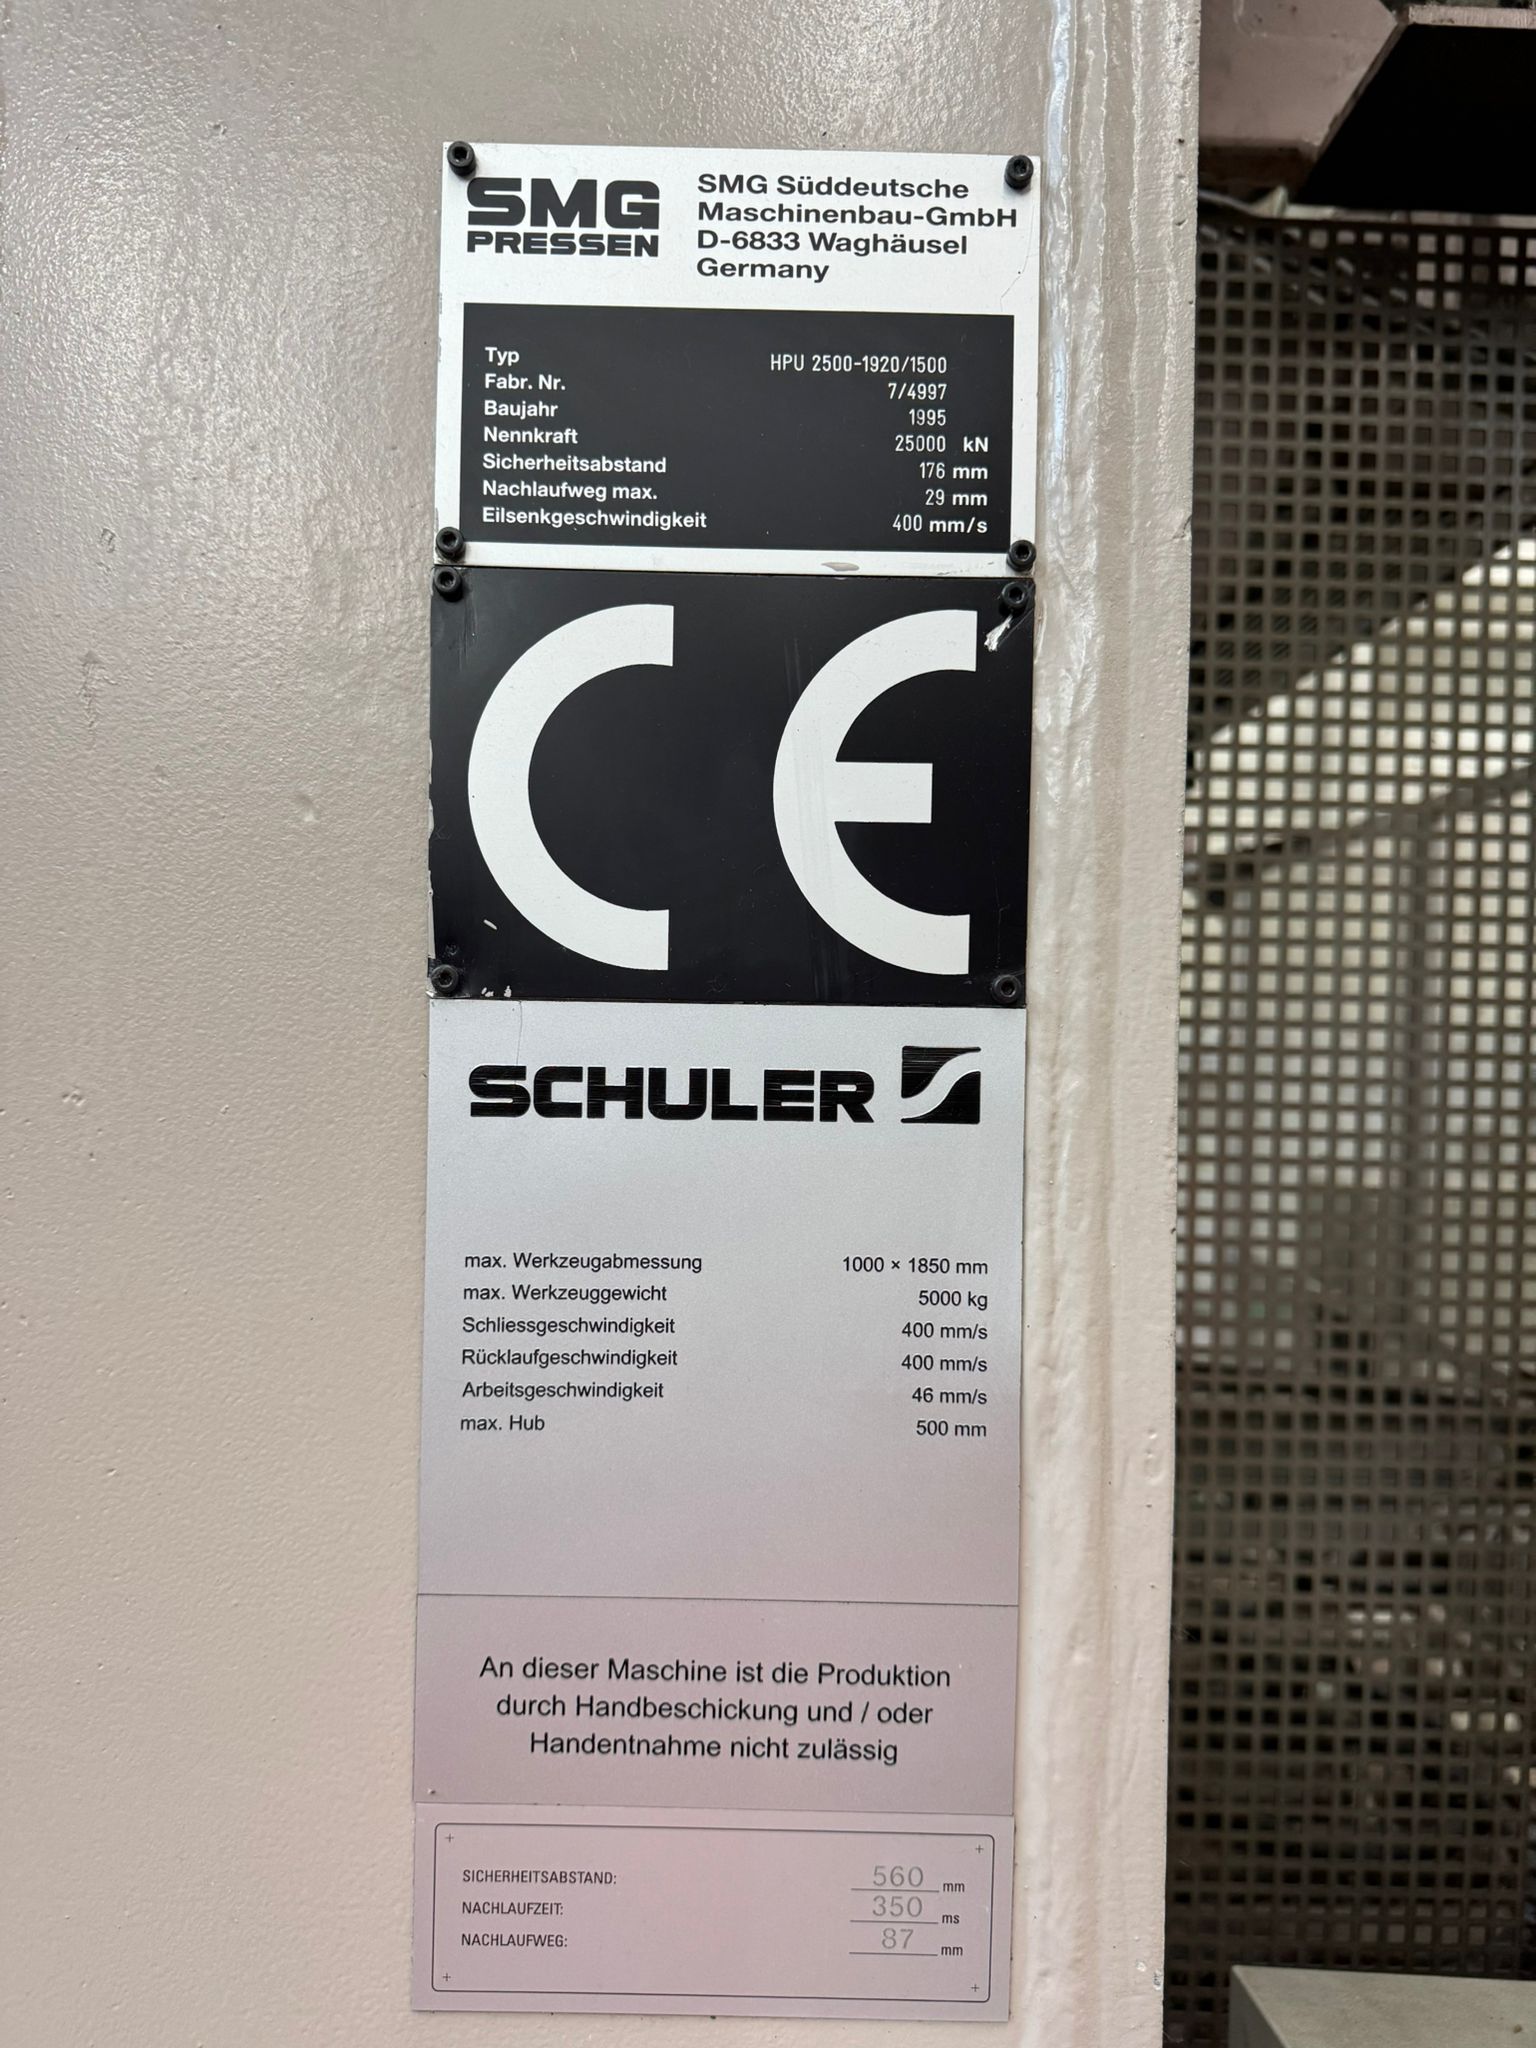 SMG
PRESSEN
SMG Süddeutsche
Maschinenbau-GmbH
D-6833 Waghäusel
Germany
Typ HPU 2500-1920/1500
Fabr. Nr. 7/4997
Baujahr 1995
Nennkraft 25000 kN
Sicherheitsabstand 176 mm
Nachlaufweg max. 29 mm
Eilsenkgeschwindigkeit 400 mm/s
CE
SCHULER
max. Werkzeugabmessung 1000 × 1850 mm
max. Werkzeuggewicht 5000 kg
Schliessgeschwindigkeit 400 mm/s
Rücklaufgeschwindigkeit 400 mm/s
Arbeitsgeschwindigkeit 46 mm/s
max. Hub 500 mm
An dieser Maschine ist die Produktion
durch Handbeschickung und / oder
Handentnahme nicht zulässig
SICHERHEITSABSTAND: 560 mm
NACHLAUFZEIT: 350 ms
NACHLAUFWEG: 87 mm